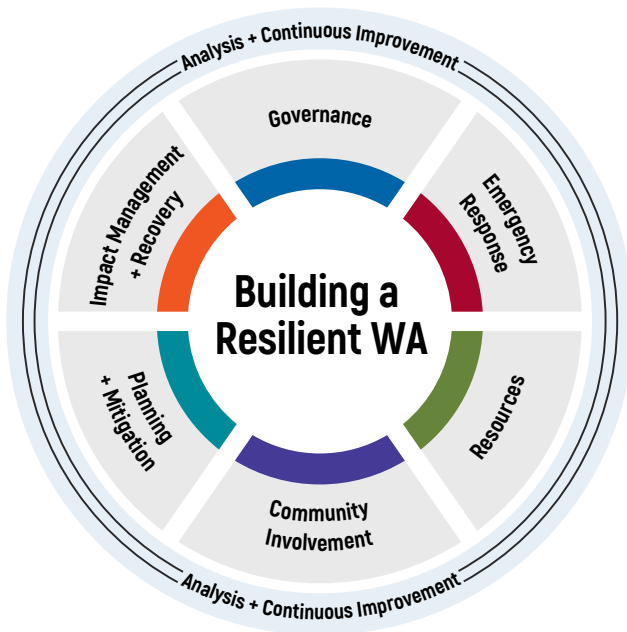 Analysis + Continuous Improvement
Governance
Emergency
Response
Resources
Community
Involvement
Planning
+ Mitigation
Impact Management
+ Recovery
Building a
Resilient WA
Analysis + Continuous Improvement